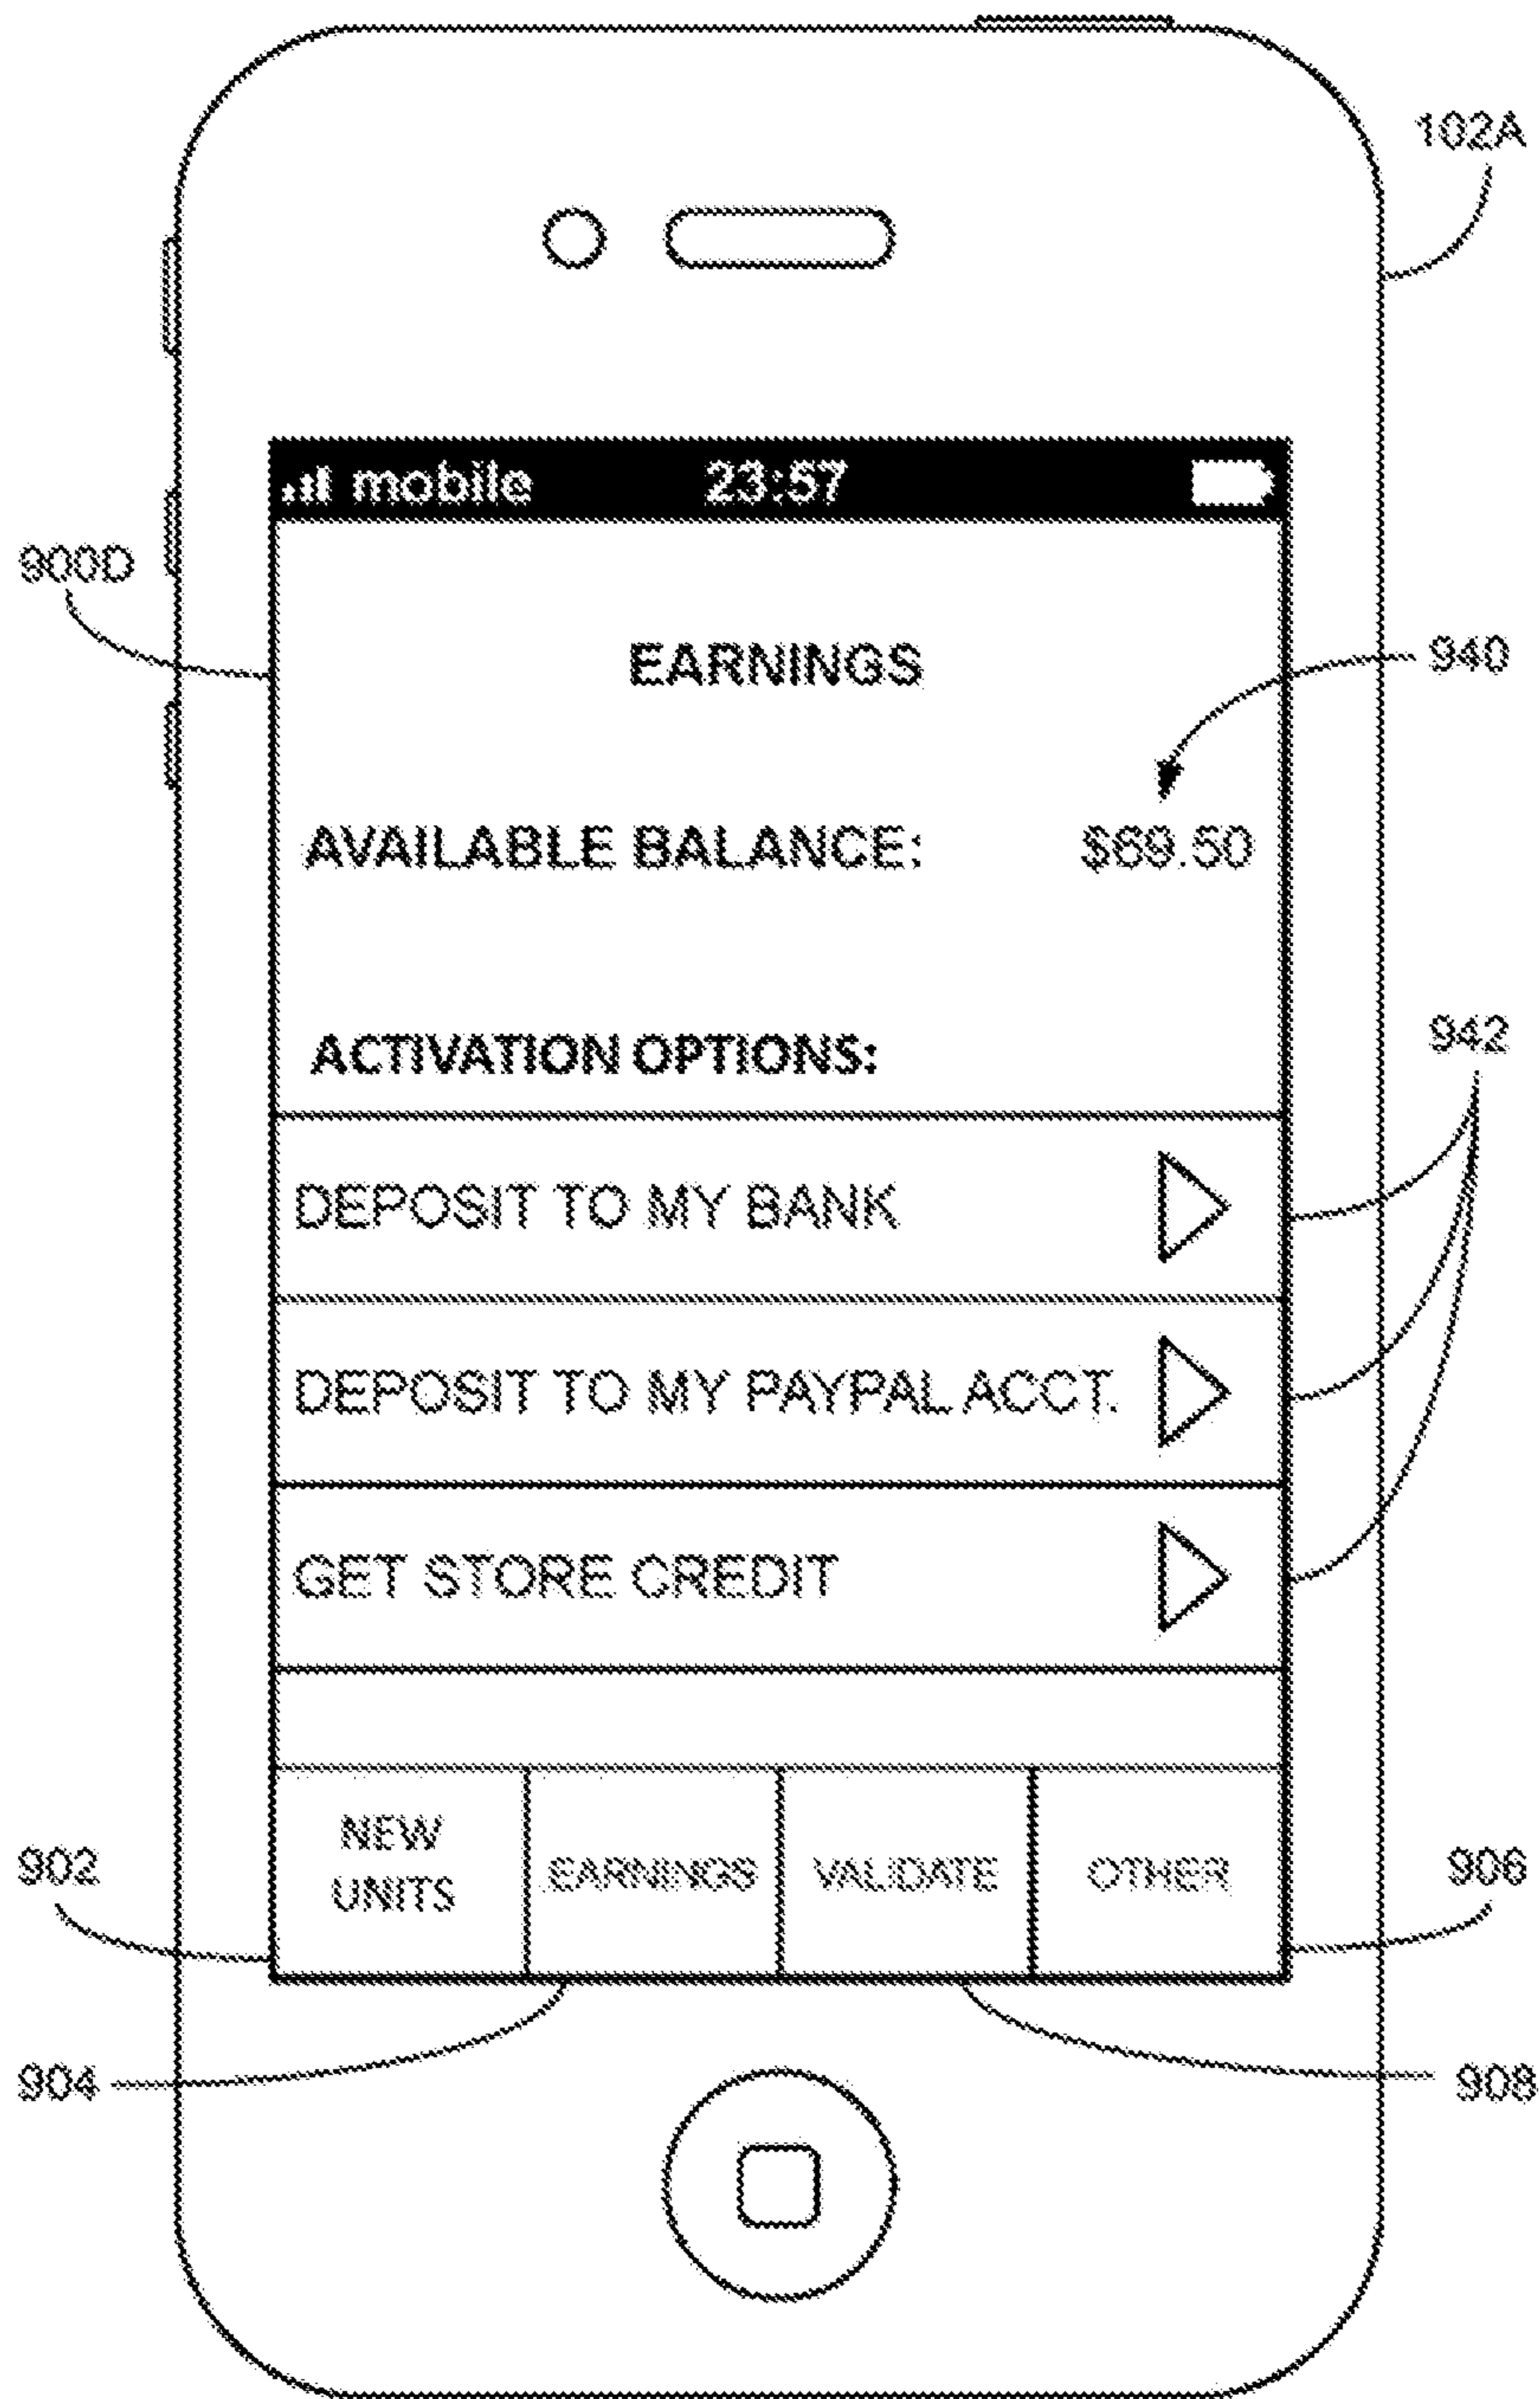 102A
mobile 23:57
900D
EARNINGS
940
AVAILABLE BALANCE: $69.50
942
ACTIVATION OPTIONS:
DEPOSIT TO MY BANK
DEPOSIT TO MY PAYPAL ACCT.
GET STORE CREDIT
NEW
UNITS
EARNINGS VALIDATE OTHER
902
906
904
908